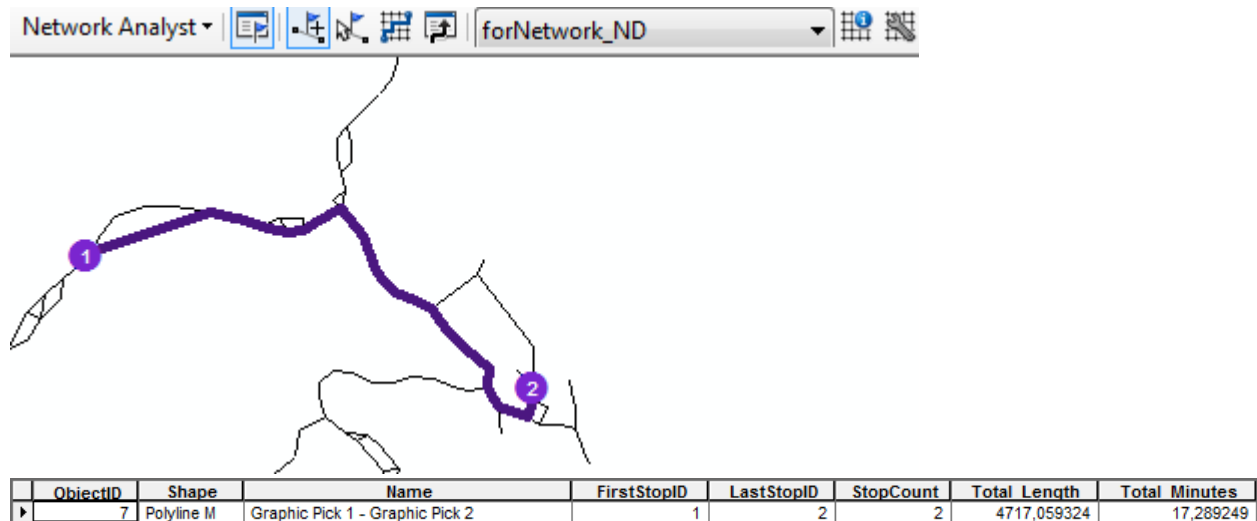 Network Analyst forNetwork_ND
1
2
ObjectID Shape Name FirstStopID LastStopID StopCount Total_Length Total_Minutes
7 Polyline M Graphic Pick 1 - Graphic Pick 2 1 2 2 4717,059324 17,289249